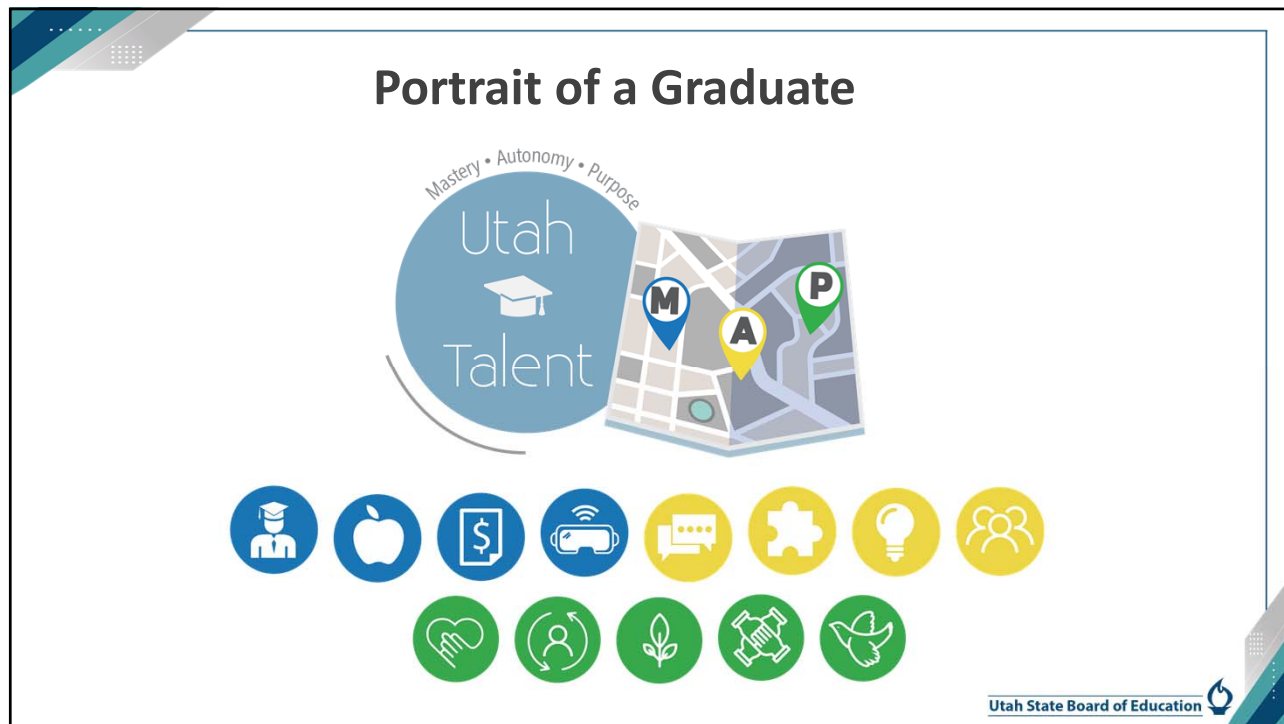 Portrait of a Graduate
Mastery • Autonomy • Purpose
Utah
Talent
M
A
P
$
Utah State Board of Education